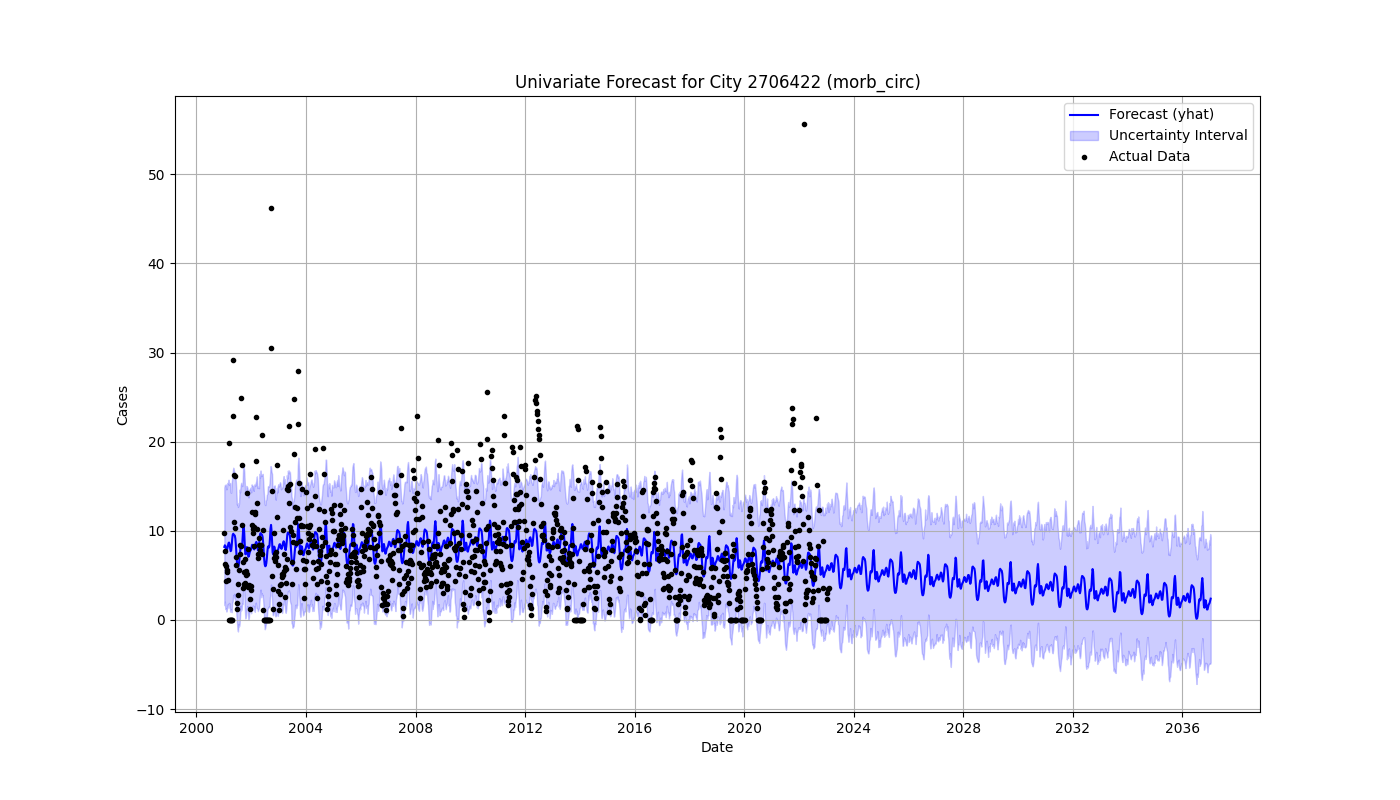 Univariate Forecast for City 2706422 (morb_circ)
Forecast (yhat)
Uncertainty Interval
Actual Data
50
40
30
20
10
0
−10
Cases
2000 2004 2008 2012 2016 2020 2024 2028 2032 2036
Date